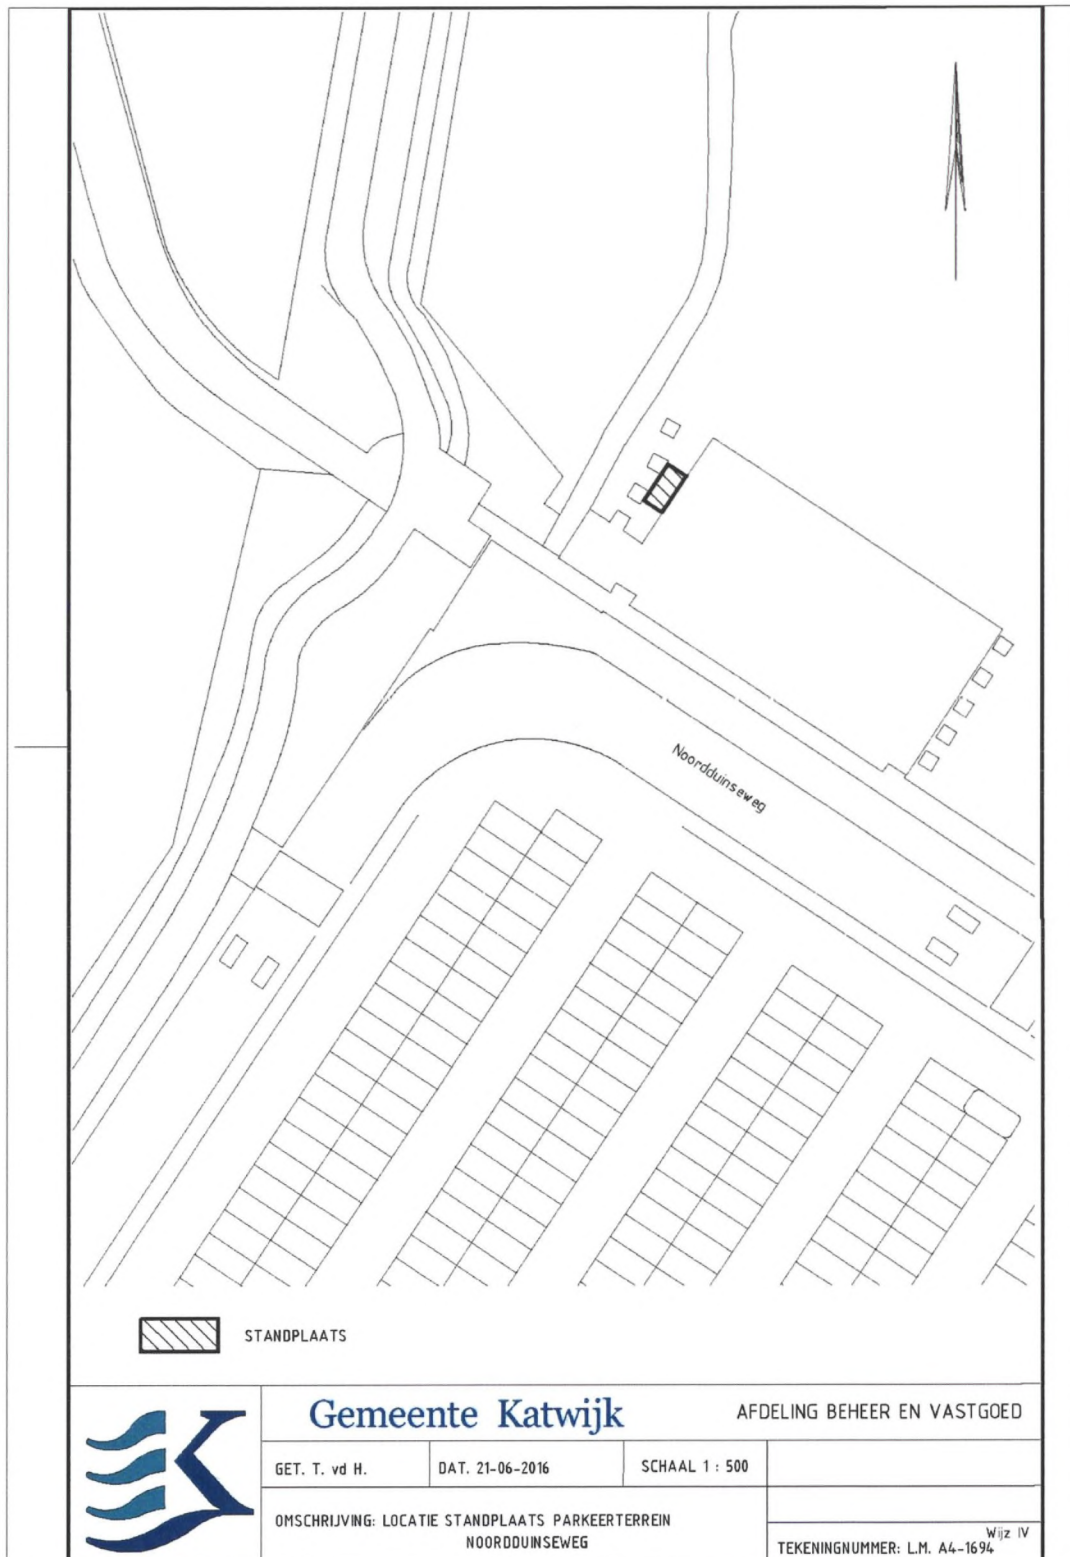 Noordduinseweg
STANDPLAATS
Gemeente Katwijk
AFDELING BEHEER EN VASTGOED
GET. T. vd H.
DAT. 21-06-2016
SCHAAL 1 : 500
OMSCHRIJVING: LOCATIE STANDPLAATS PARKEERTERREIN
NOORDDUINSEWEG
Wijz IV
TEKENINGNUMMER: L.M. A4-1694